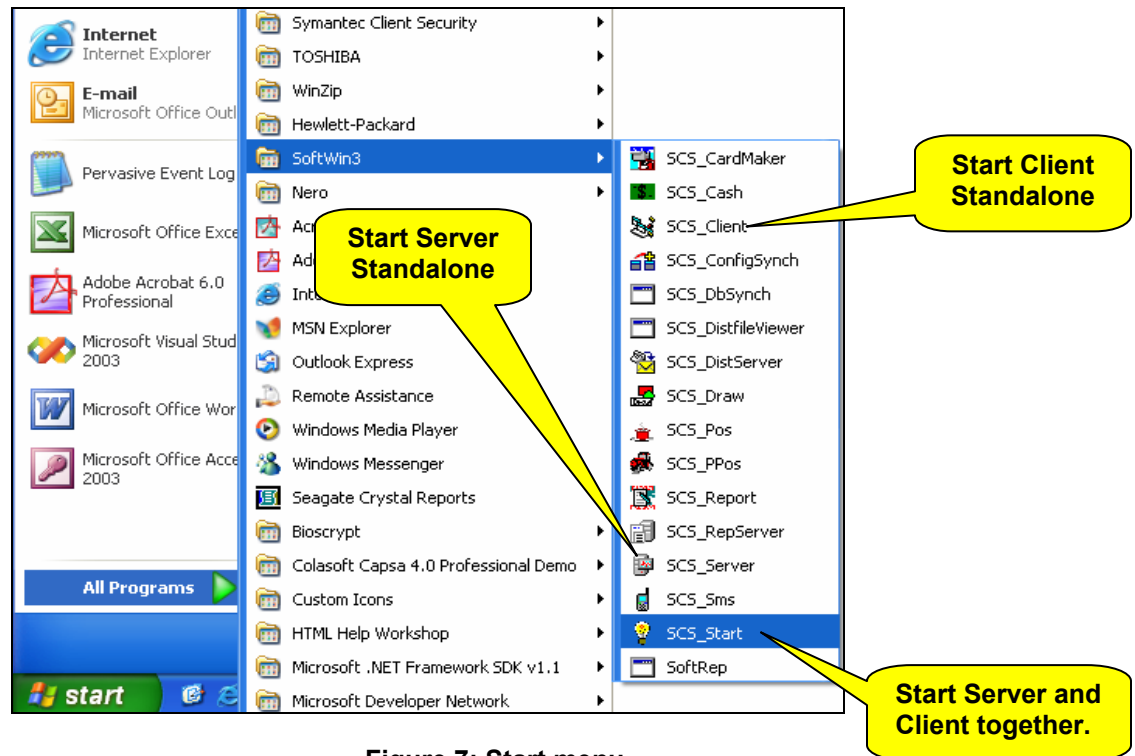 Internet
Internet Explorer
E-mail
Microsoft Office Outl
Pervasive Event Log
Microsoft Office Exce
Adobe Acrobat 6.0
Professional
Microsoft Visual Stud
2003
Microsoft Office Wor
Microsoft Office Acce
2003
All Programs
start
Symantec Client Security
TOSHIBA
WinZip
Hewlett-Packard
SoftWin3
Nero
Acr
Ad
Int
MSN Explorer
Outlook Express
Remote Assistance
Windows Media Player
Windows Messenger
Seagate Crystal Reports
Bioscrypt
Colasoft Capsa 4.0 Professional Demo
Custom Icons
HTML Help Workshop
Microsoft .NET Framework SDK v1.1
Microsoft Developer Network
SCS_CardMaker
SCS_Cash
SCS_Client
SCS_ConfigSynch
SCS_DbSynch
SCS_DistfileViewer
SCS_DistServer
SCS_Draw
SCS_Pos
SCS_PPos
SCS_Report
SCS_RepServer
SCS_Server
SCS_Sms
SCS_Start
SoftRep
Start Server
Standalone
Start Client
Standalone
Start Server and
Client together.
Figure 7: Start menu